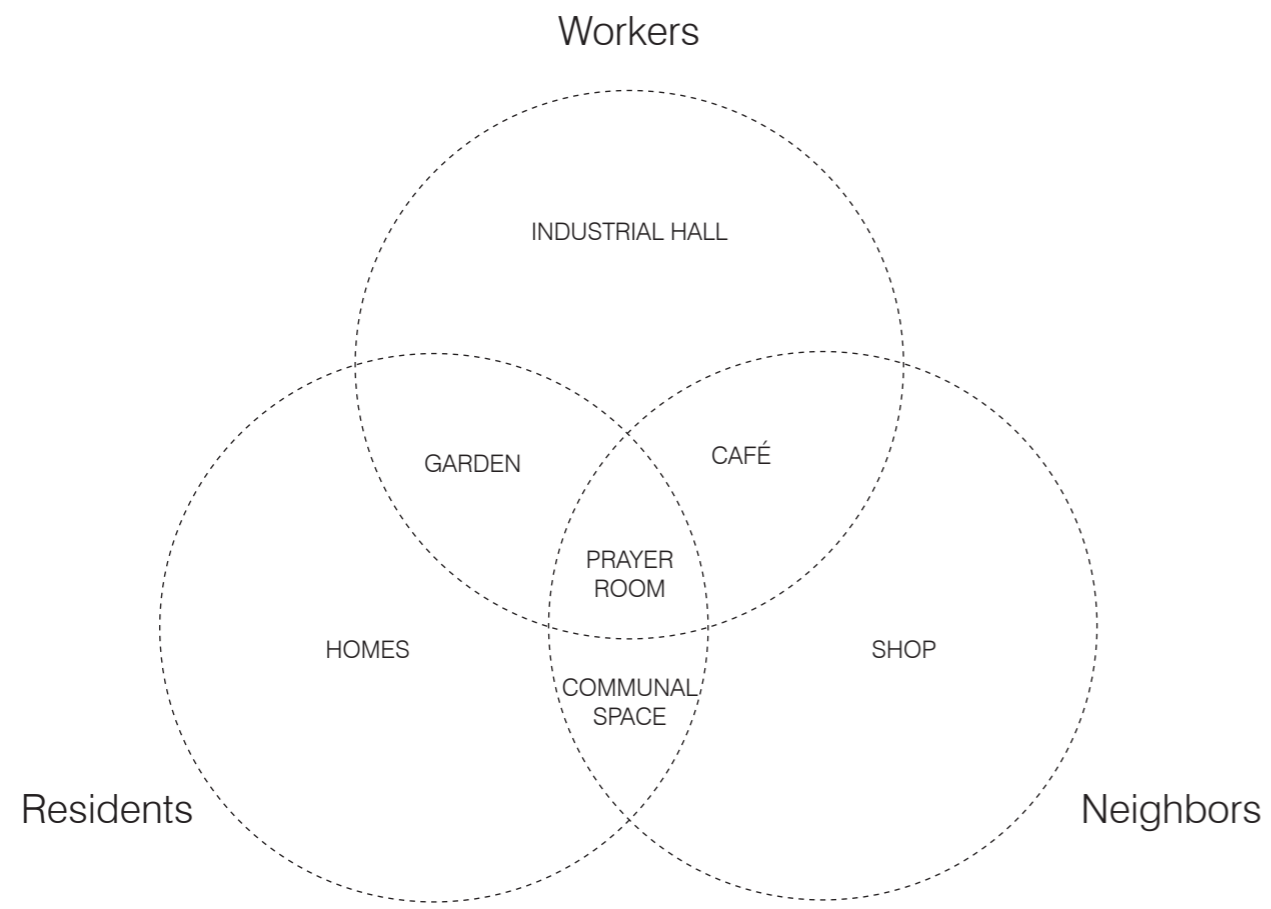 Workers
INDUSTRIAL HALL
GARDEN
CAFÉ
PRAYER
ROOM
HOMES
SHOP
COMMUNAL
SPACE
Residents
Neighbors